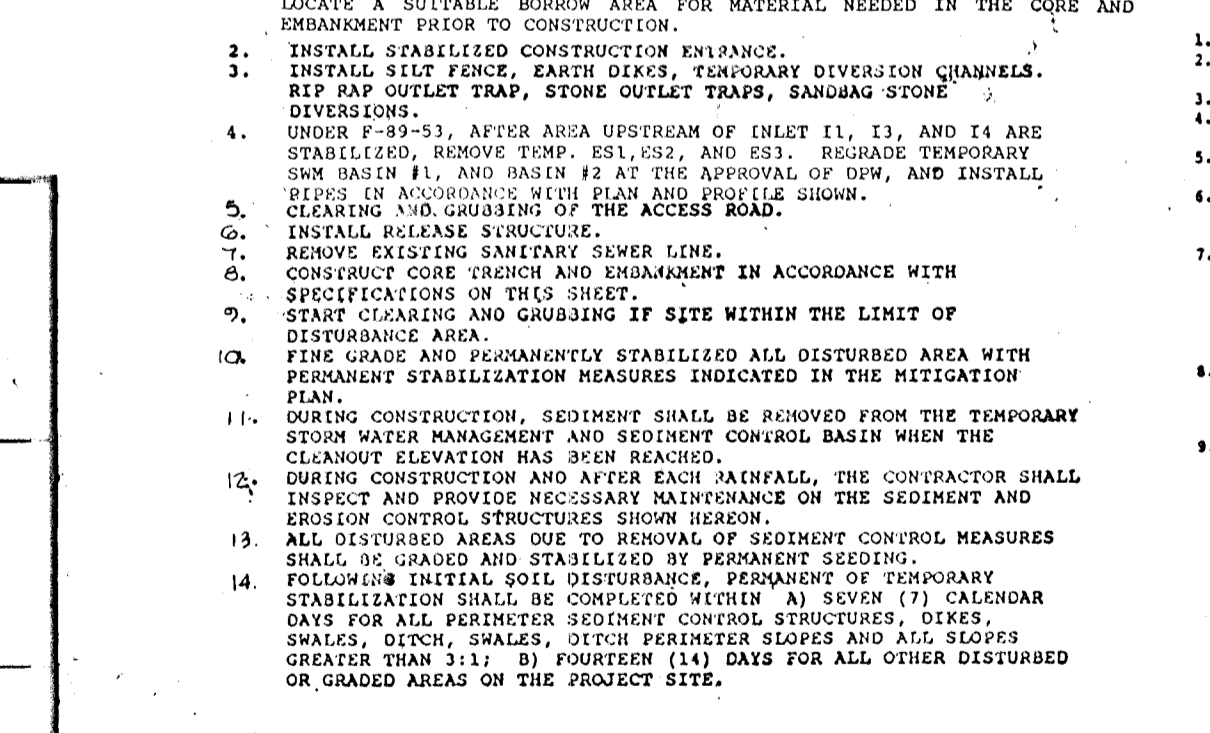 LOCATE A SUITABLE BORROW AREA FOR MATERIAL NEEDED IN THE CORE AND
EMBANKMENT PRIOR TO CONSTRUCTION.
2. INSTALL STABILIZED CONSTRUCTION ENTRANCE.
3. INSTALL SILT FENCE, EARTH DIKES, TEMPORARY DIVERSION CHANNELS.
RIP RAP OUTLET TRAP, STONE OUTLET TRAPS, SANDBAG STONE
DIVERSIONS.
4. UNDER F-89-53, AFTER AREA UPSTREAM OF INLET I1, I3, AND I4 ARE
STABILIZED, REMOVE TEMP. ES1, ES2, AND ES3. REGRADE TEMPORARY
SWM BASIN #1, AND BASIN #2 AT THE APPROVAL OF DPW, AND INSTALL
PIPES IN ACCORDANCE WITH PLAN AND PROFILE SHOWN.
5. CLEARING AND GRUBBING OF THE ACCESS ROAD.
6. INSTALL RELEASE STRUCTURE.
7. REMOVE EXISTING SANITARY SEWER LINE.
8. CONSTRUCT CORE TRENCH AND EMBANKMENT IN ACCORDANCE WITH
SPECIFICATIONS ON THIS SHEET.
9. START CLEARING AND GRUBBING IF SITE WITHIN THE LIMIT OF
DISTURBANCE AREA.
10. FINE GRADE AND PERMANENTLY STABILIZED ALL DISTURBED AREA WITH
PERMANENT STABILIZATION MEASURES INDICATED IN THE MITIGATION
PLAN.
11. DURING CONSTRUCTION, SEDIMENT SHALL BE REMOVED FROM THE TEMPORARY
STORM WATER MANAGEMENT AND SEDIMENT CONTROL BASIN WHEN THE
CLEANOUT ELEVATION HAS BEEN REACHED.
12. DURING CONSTRUCTION AND AFTER EACH RAINFALL, THE CONTRACTOR SHALL
INSPECT AND PROVIDE NECESSARY MAINTENANCE ON THE SEDIMENT AND
EROSION CONTROL STRUCTURES SHOWN HEREON.
13. ALL DISTURBED AREAS DUE TO REMOVAL OF SEDIMENT CONTROL MEASURES
SHALL BE GRADED AND STABILIZED BY PERMANENT SEEDING.
14. FOLLOWING INITIAL SOIL DISTURBANCE, PERMANENT OF TEMPORARY
STABILIZATION SHALL BE COMPLETED WITHIN A) SEVEN (7) CALENDAR
DAYS FOR ALL PERIMETER SEDIMENT CONTROL STRUCTURES, DIKES,
SWALES, DITCH, SWALES, DITCH PERIMETER SLOPES AND ALL SLOPES
GREATER THAN 3:1; B) FOURTEEN (14) DAYS FOR ALL OTHER DISTURBED
OR GRADED AREAS ON THE PROJECT SITE.
1.
2.
3.
4.
5.
6.
7.
8.
9